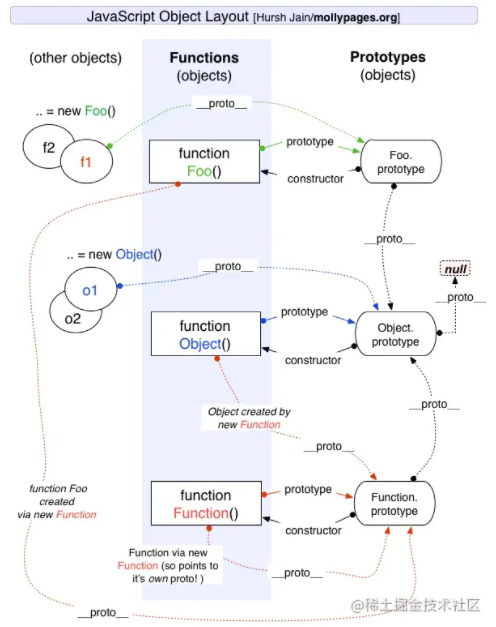 JavaScript Object Layout [Hursh Jain/mollypages.org]
(other objects)
Functions
(objects)
Prototypes
(objects)
__proto__
.. = new Foo()
f2
f1
function
Foo()
prototype
constructor
Foo.
prototype
__proto__
.. = new Object()
o1
o2
__proto__
null
__proto__
function
Object()
prototype
constructor
Object.
prototype
Object created by
new Function
__proto__
__proto__
function Foo
created
via new Function
function
Function()
prototype
constructor
Function.
prototype
Function via new
Function (so points to
it's own proto! )
__proto__
__proto__
@稀土掘金技术社区